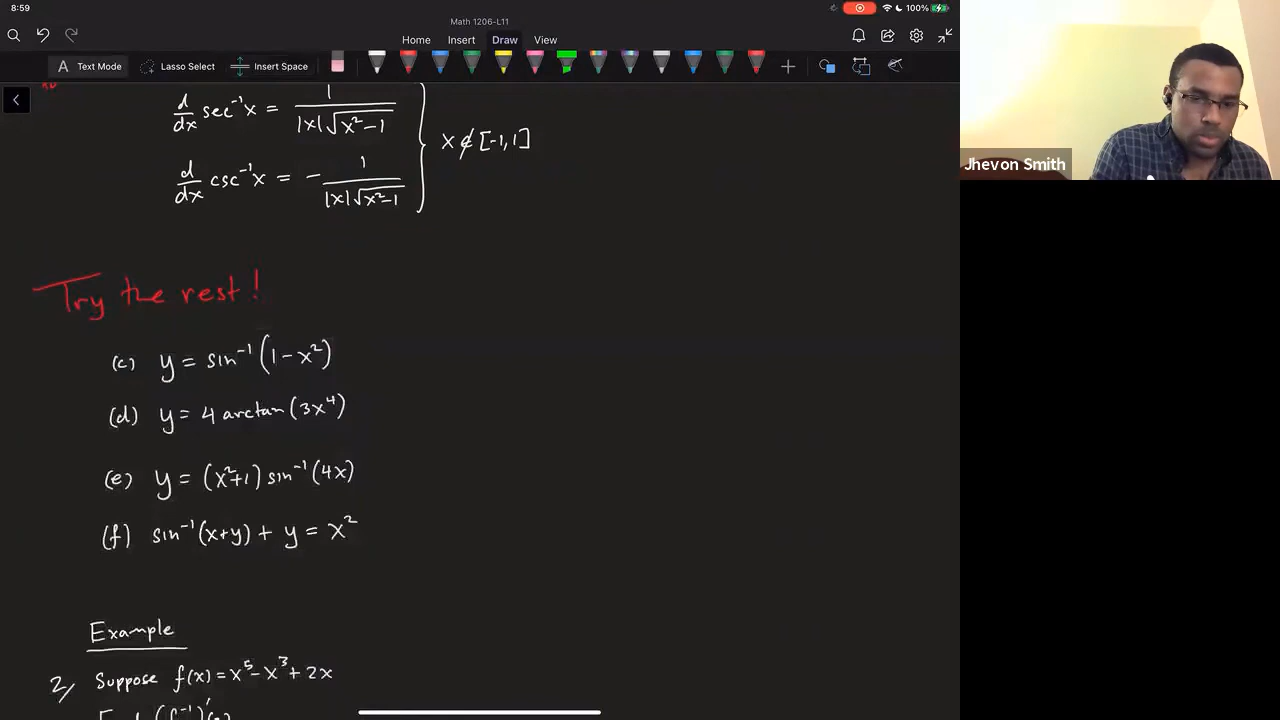 8:59
100%
Math 1206-L11
Home Insert Draw View
Text Mode Lasso Select Insert Space
d/dx sec⁻¹x = 1/(|x|√(x²-1))
x ∉ [-1,1]
d/dx csc⁻¹x = - 1/(|x|√(x²-1))
Try the rest!
(c) y = sin⁻¹(1-x²)
(d) y = 4 arctan(3x⁴)
(e) y = (x²+1) sin⁻¹(4x)
(f) sin⁻¹(x+y) + y = x²
Example
2/ Suppose f(x) = x⁵ - x³ + 2x
Jhevon Smith